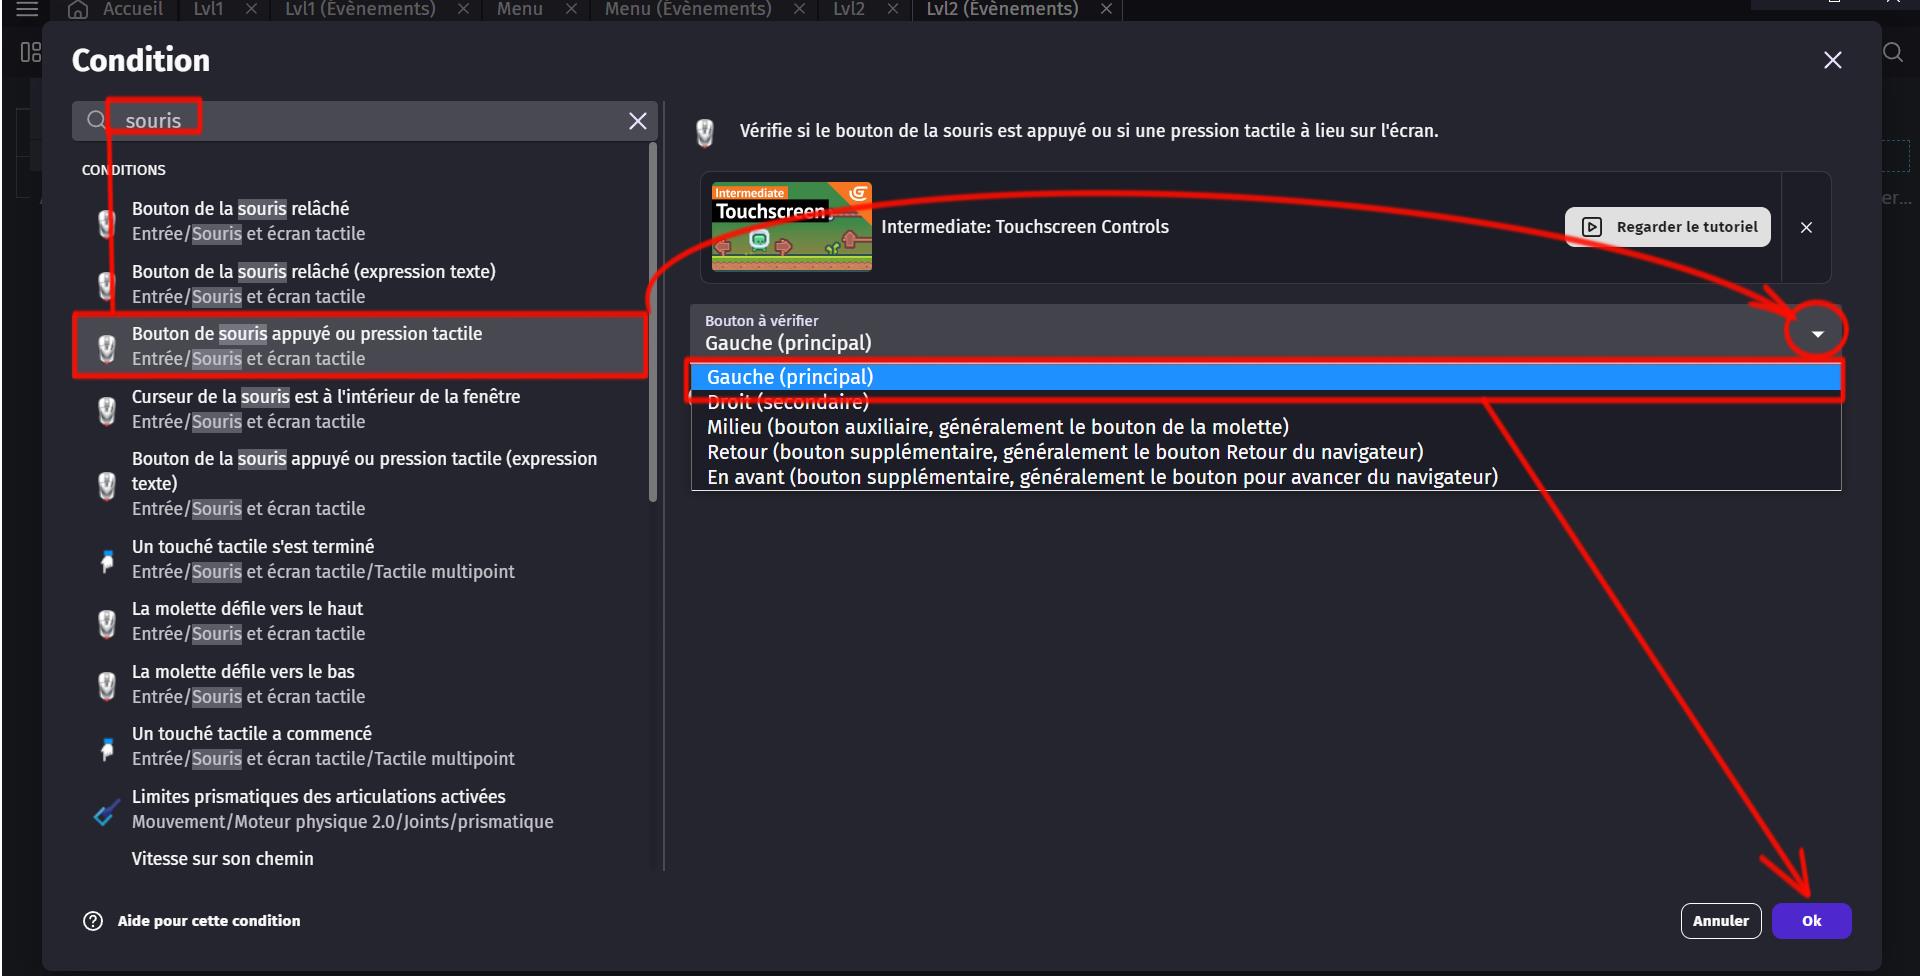 Accueil
Lvl1
Lvl1 (Évènements)
Menu
Menu (Évènements)
Lvl2
Lvl2 (Évènements)
Condition
souris
CONDITIONS
Bouton de la souris relâché
Entrée/Souris et écran tactile
Bouton de la souris relâché (expression texte)
Entrée/Souris et écran tactile
Bouton de souris appuyé ou pression tactile
Entrée/Souris et écran tactile
Curseur de la souris est à l'intérieur de la fenêtre
Entrée/Souris et écran tactile
Bouton de la souris appuyé ou pression tactile (expression
texte)
Entrée/Souris et écran tactile
Un touché tactile s'est terminé
Entrée/Souris et écran tactile/Tactile multipoint
La molette défile vers le haut
Entrée/Souris et écran tactile
La molette défile vers le bas
Entrée/Souris et écran tactile
Un touché tactile a commencé
Entrée/Souris et écran tactile/Tactile multipoint
Limites prismatiques des articulations activées
Mouvement/Moteur physique 2.0/Joints/prismatique
Vitesse sur son chemin
Vérifie si le bouton de la souris est appuyé ou si une pression tactile à lieu sur l'écran.
Intermediate
Touchscreen
Intermediate: Touchscreen Controls
Regarder le tutoriel
Bouton à vérifier
Gauche (principal)
Gauche (principal)
Droit (secondaire)
Milieu (bouton auxiliaire, généralement le bouton de la molette)
Retour (bouton supplémentaire, généralement le bouton Retour du navigateur)
En avant (bouton supplémentaire, généralement le bouton pour avancer du navigateur)
er...
Aide pour cette condition
Annuler
Ok